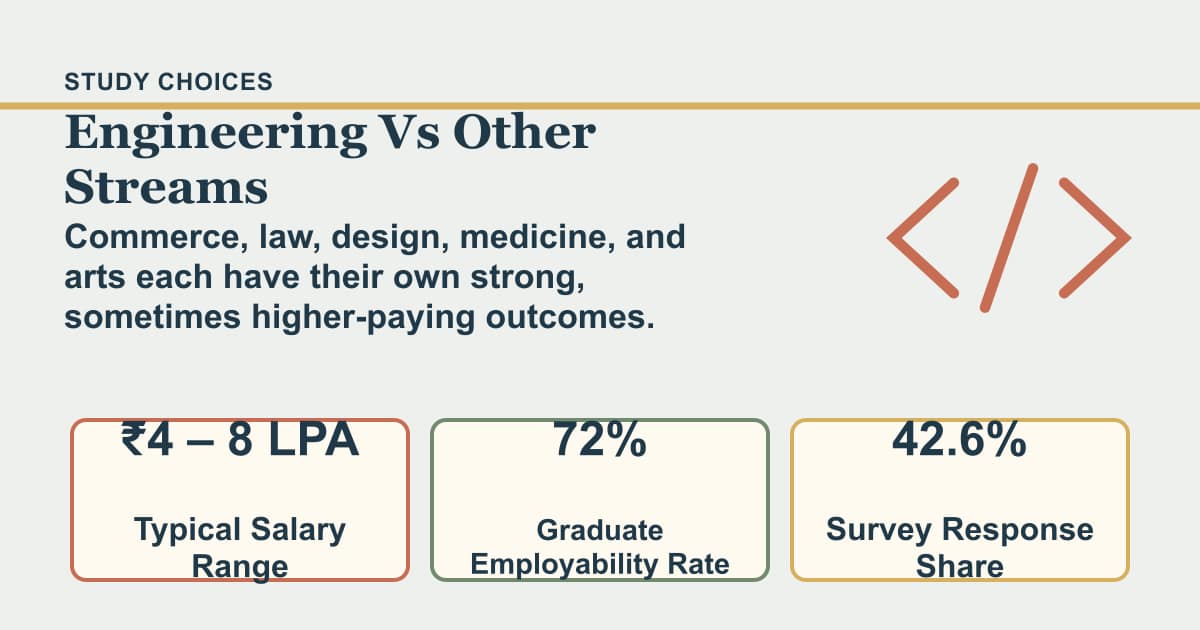 STUDY CHOICES
Engineering Vs Other
Streams
Commerce, law, design, medicine, and
arts each have their own strong,
sometimes higher-paying outcomes.
₹4 – 8 LPA
Typical Salary
Range
72%
Graduate
Employability Rate
42.6%
Survey Response
Share